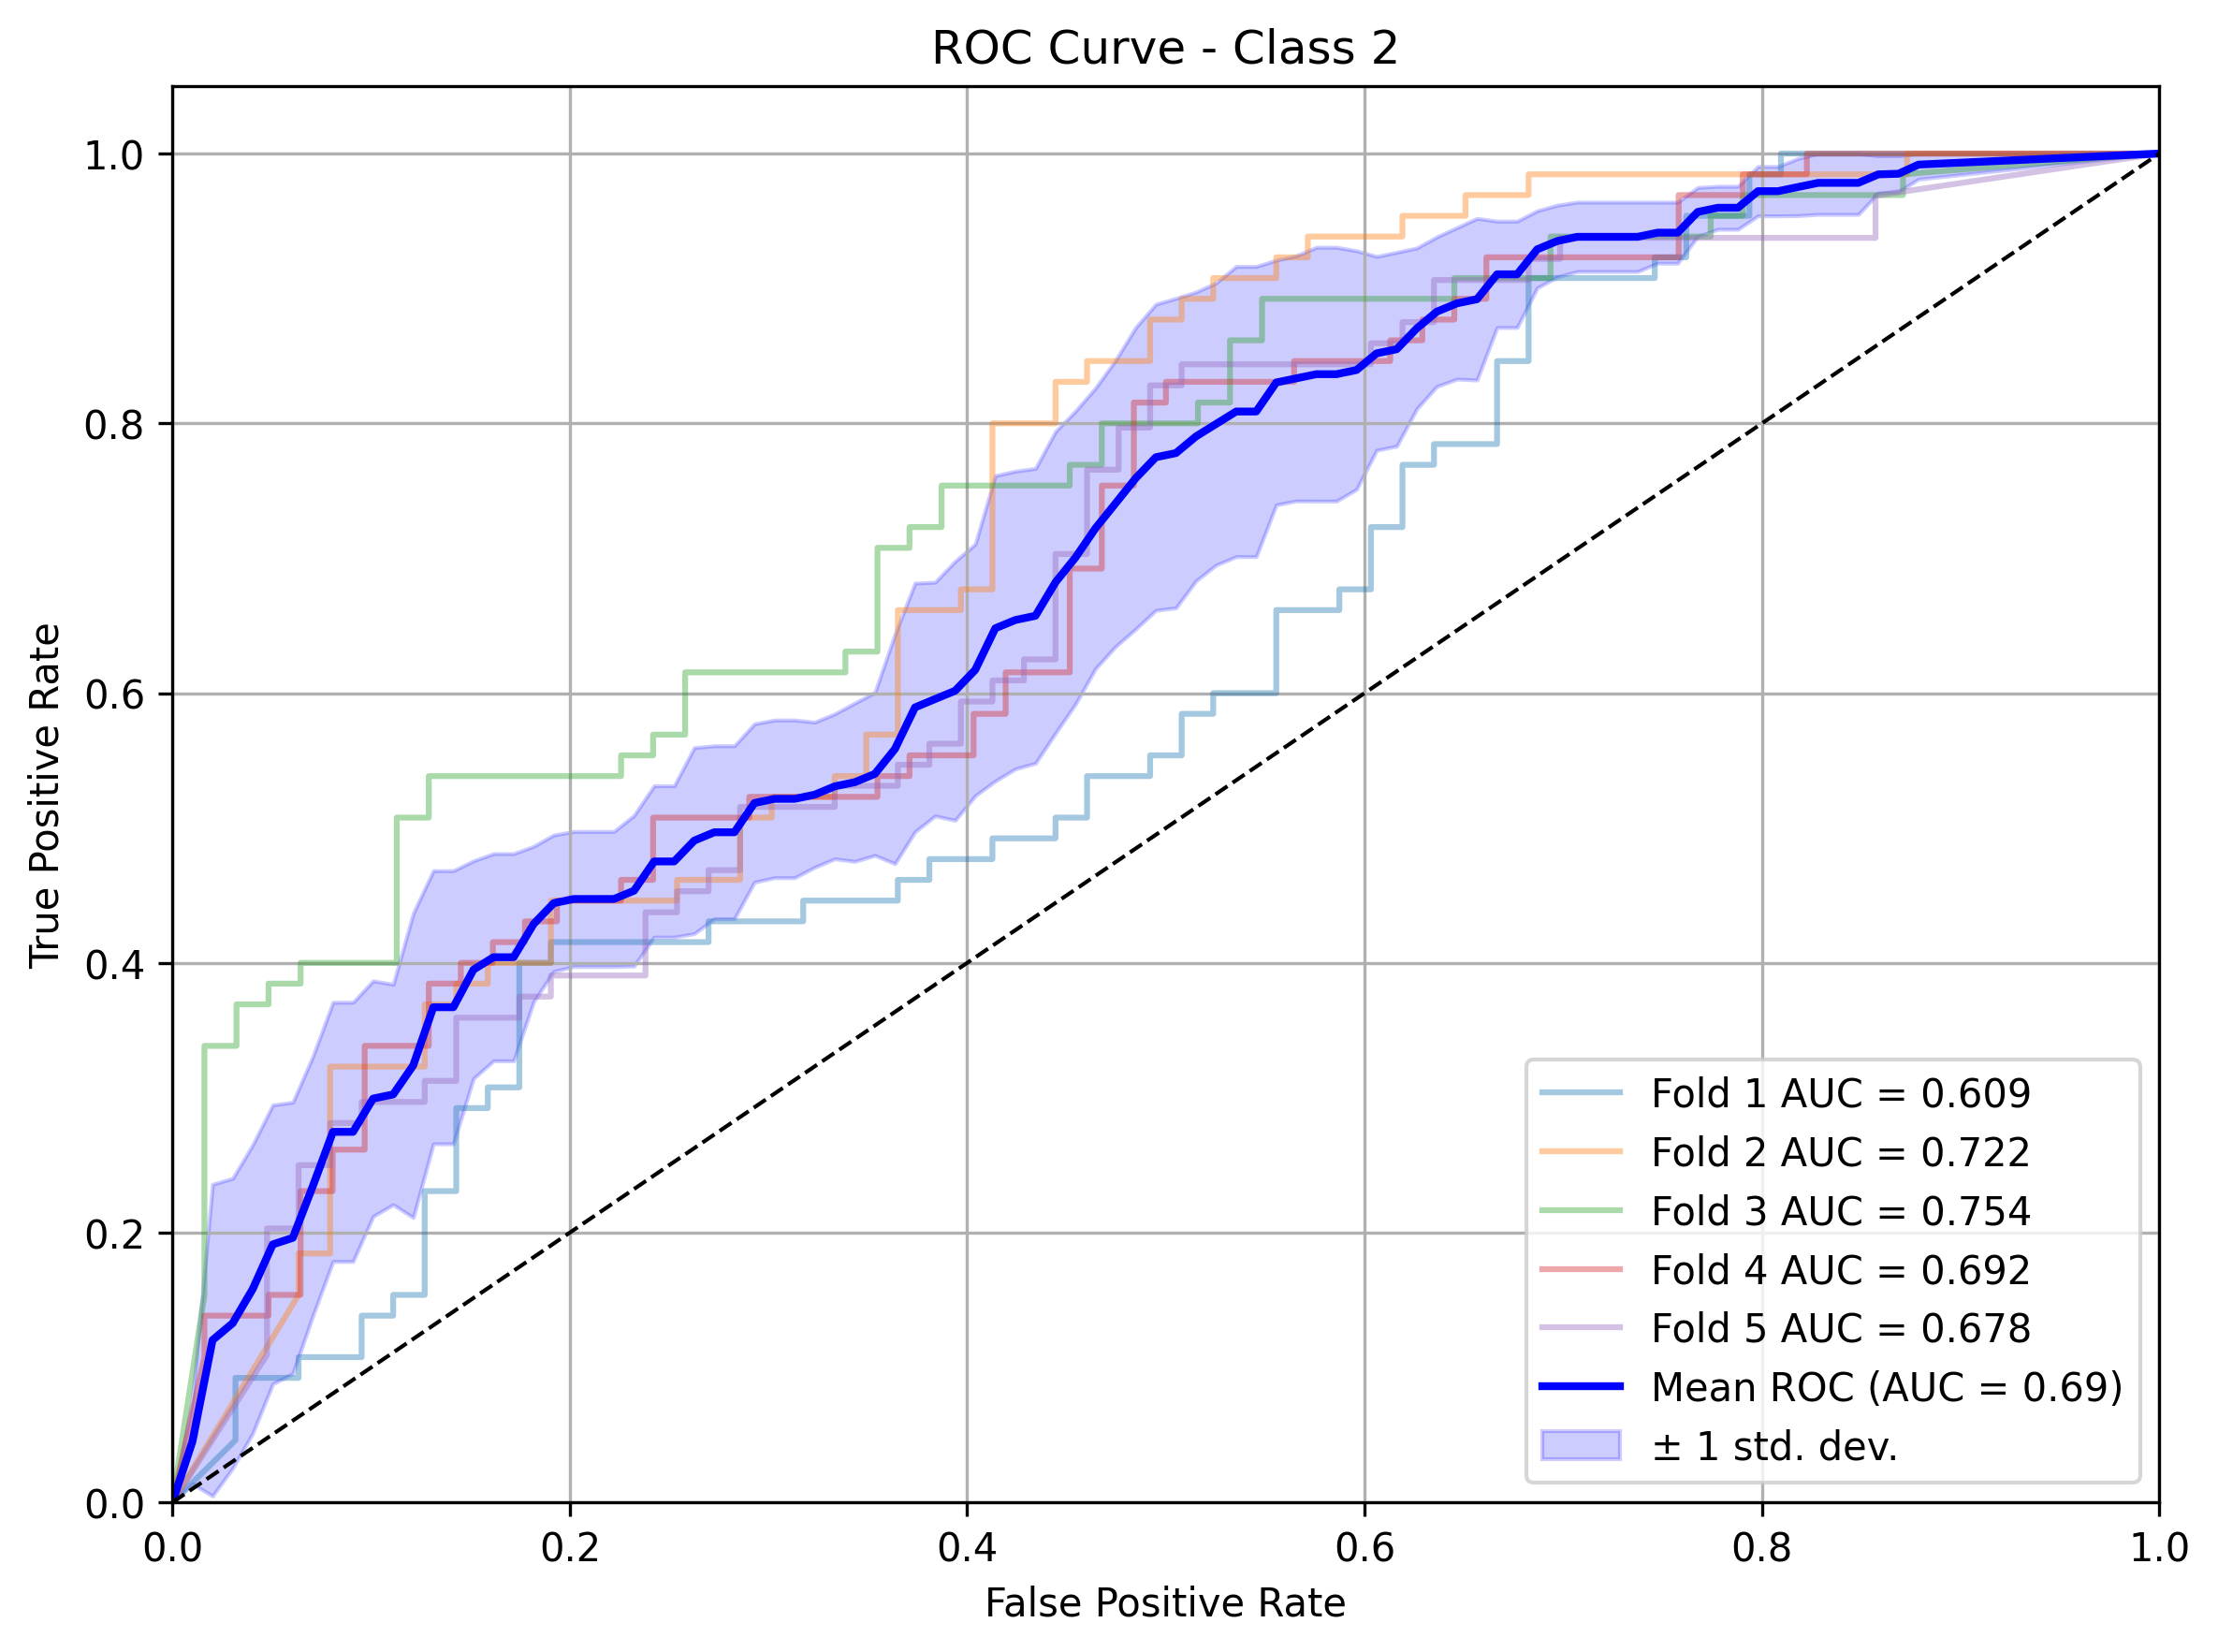 ROC Curve - Class 2
True Positive Rate
1.0
0.8
0.6
0.4
0.2
0.0
0.0 0.2 0.4 0.6 0.8 1.0
False Positive Rate
Fold 1 AUC = 0.609
Fold 2 AUC = 0.722
Fold 3 AUC = 0.754
Fold 4 AUC = 0.692
Fold 5 AUC = 0.678
Mean ROC (AUC = 0.69)
± 1 std. dev.